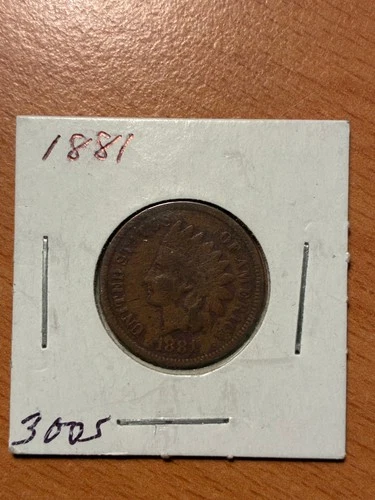 1881
UNITED STATES OF AMERICA
1881
3005